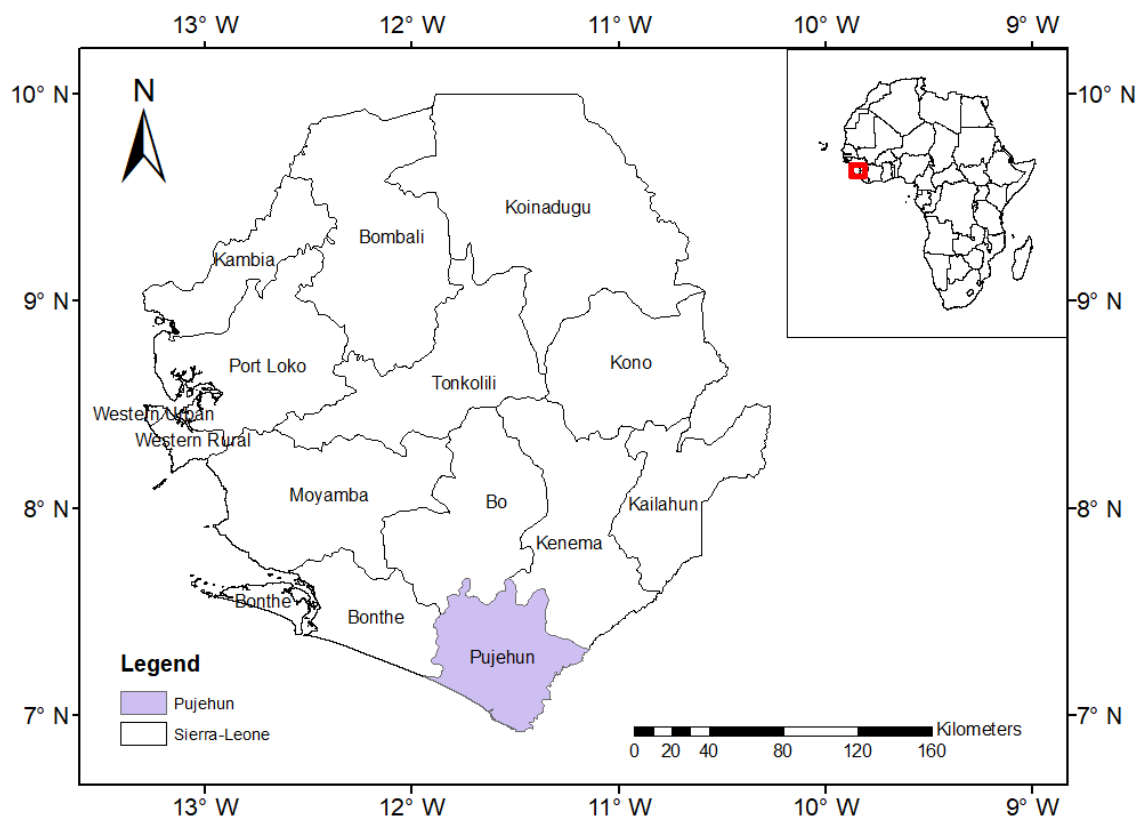 13° W 12° W 11° W 10° W 9° W
N
10° N 10° N
Koinadugu
Bombali
Kambia
9° N 9° N
Port Loko
Kono
Tonkolili
Western Urban
Western Rural
Moyamba
Bo
Kailahun
8° N 8° N
Kenema
Bonthe
Bonthe
Pujehun
Legend
Pujehun
Sierra-Leone
7° N 7° N
Kilometers
0 20 40 80 120 160
13° W 12° W 11° W 10° W 9° W